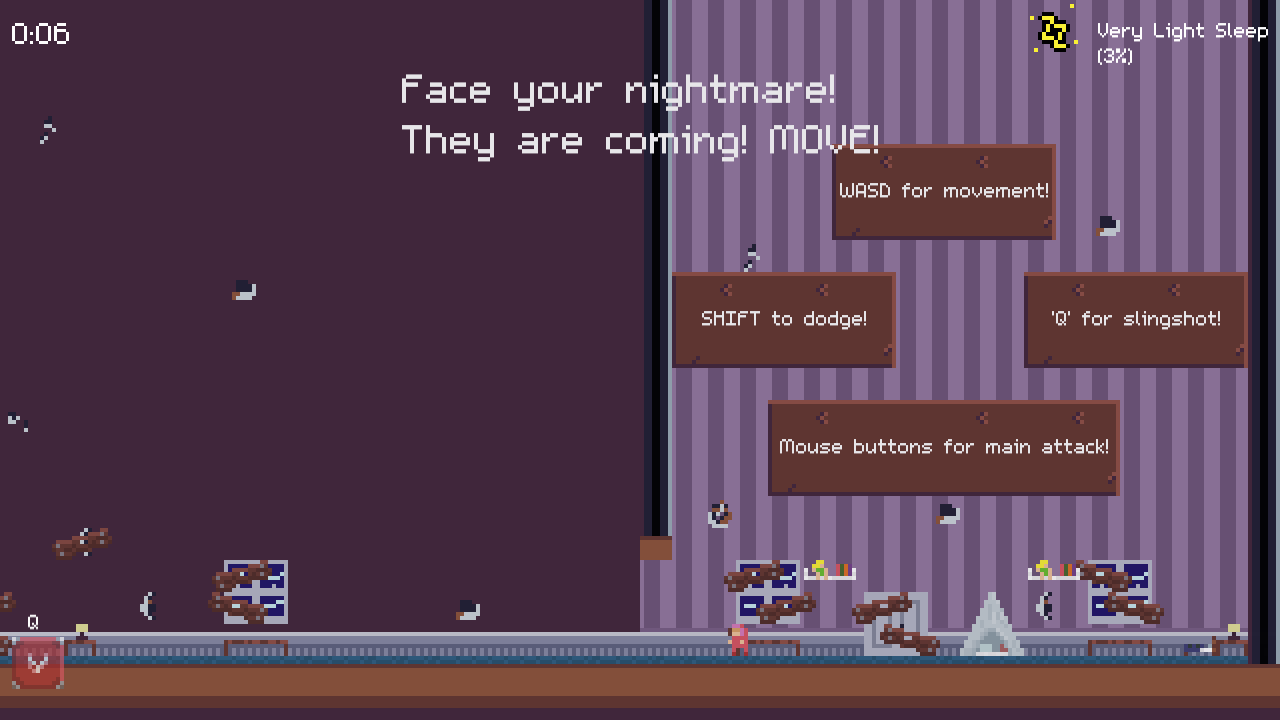 0:06
Very Light Sleep
(3%)
Face your nightmare!
They are coming! MOVE!
WASD for movement!
SHIFT to dodge!
'Q' for slingshot!
Mouse buttons for main attack!
Q